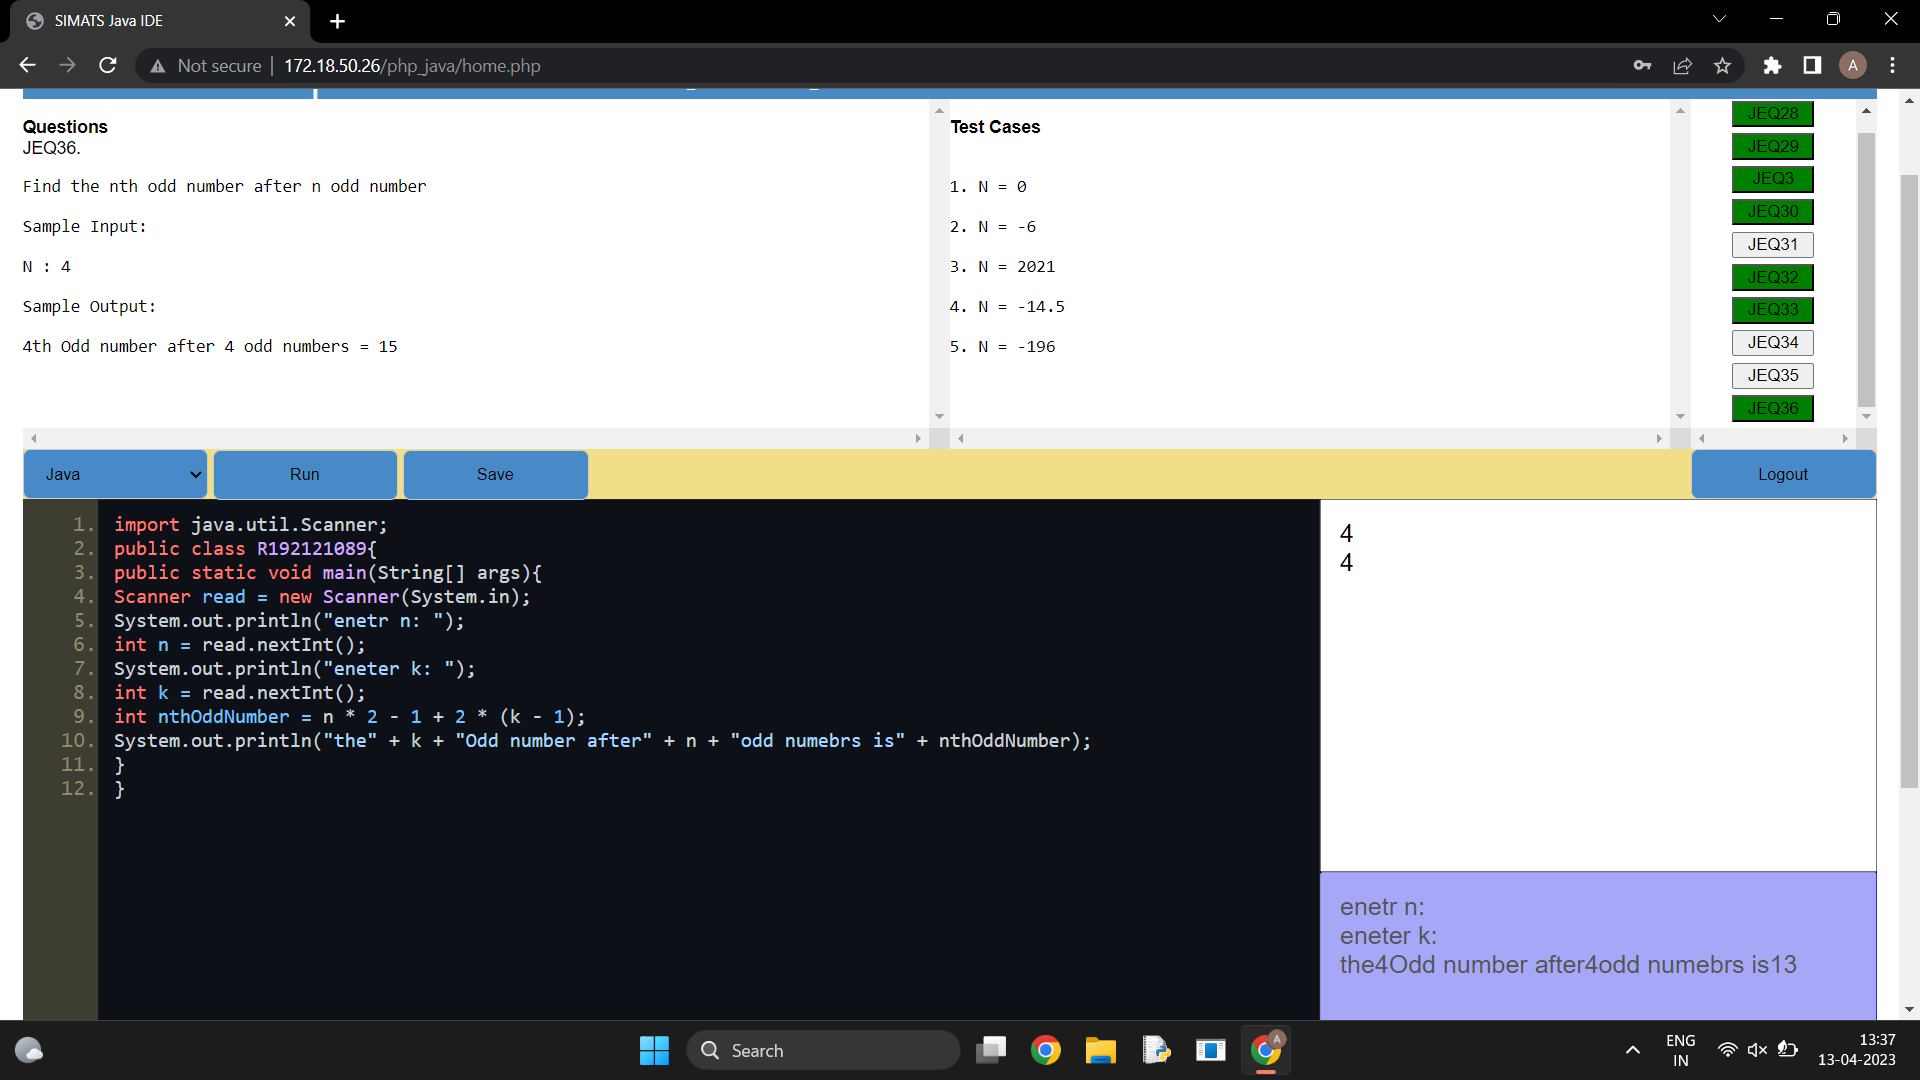 SIMATS Java IDE
Not secure | 172.18.50.26/php_java/home.php
A
Questions
JEQ36.
Find the nth odd number after n odd number
Sample Input:
N : 4
Sample Output:
4th Odd number after 4 odd numbers = 15
Test Cases
1. N = 0
2. N = -6
3. N = 2021
4. N = -14.5
5. N = -196
JEQ28
JEQ29
JEQ3
JEQ30
JEQ31
JEQ32
JEQ33
JEQ34
JEQ35
JEQ36
Java
Run
Save
Logout
1. import java.util.Scanner;
2. public class R192121089{
3. public static void main(String[] args){
4. Scanner read = new Scanner(System.in);
5. System.out.println("enetr n: ");
6. int n = read.nextInt();
7. System.out.println("eneter k: ");
8. int k = read.nextInt();
9. int nthOddNumber = n * 2 - 1 + 2 * (k - 1);
10. System.out.println("the" + k + "Odd number after" + n + "odd numebrs is" + nthOddNumber);
11. }
12. }
4
4
enetr n:
eneter k:
the4Odd number after4odd numebrs is13
Search
A
ENG
IN
13:37
13-04-2023